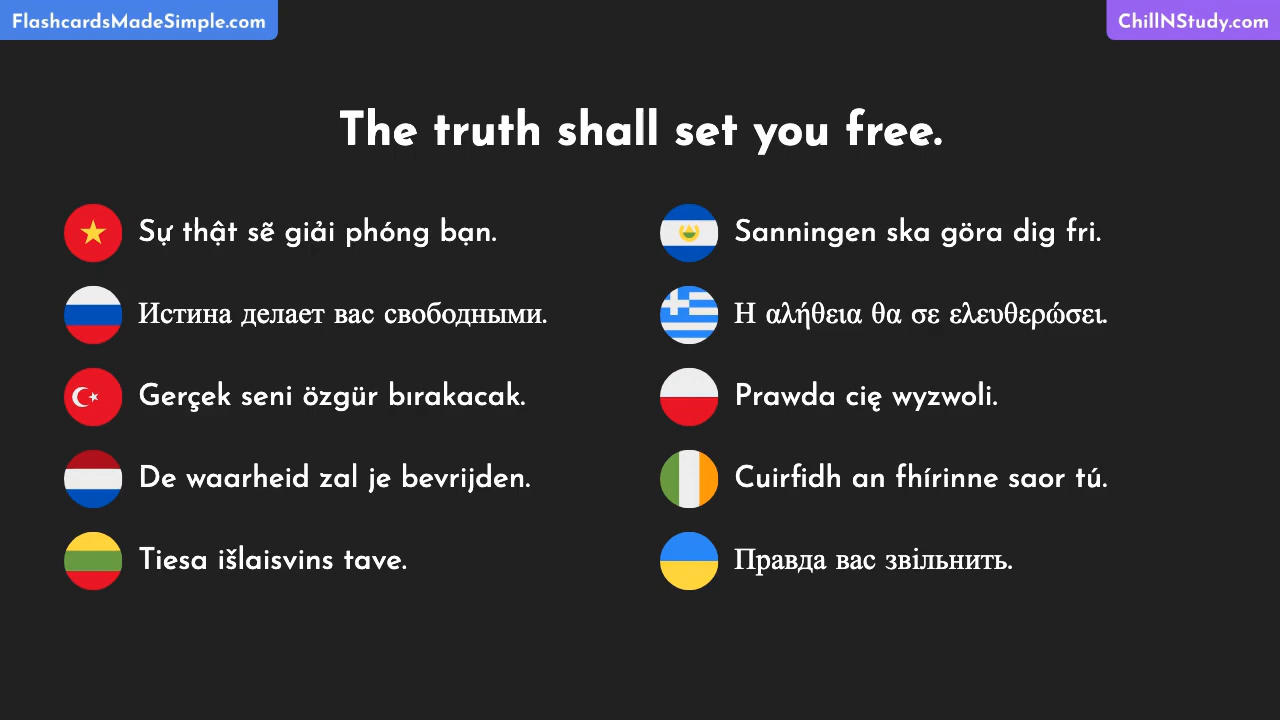 FlashcardsMadeSimple.com
ChillNStudy.com
The truth shall set you free.
Sự thật sẽ giải phóng bạn.
Sanningen ska göra dig fri.
Истина делает вас свободными.
Η αλήθεια θα σε ελευθερώσει.
Gerçek seni özgür bırakacak.
Prawda cię wyzwoli.
De waarheid zal je bevrijden.
Cuirfidh an fhírinne saor tú.
Tiesa išlaisvins tave.
Правда вас звільнить.